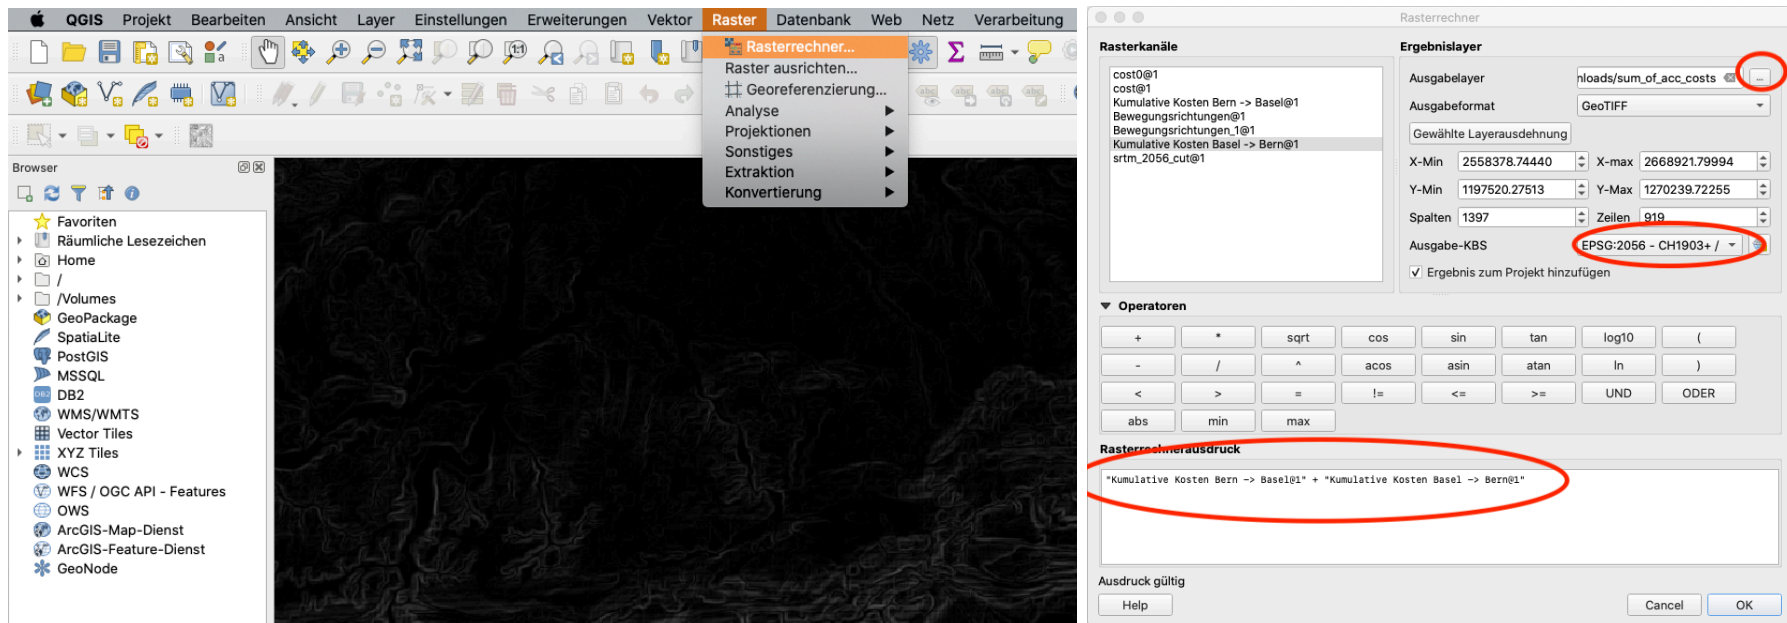 QGIS Projekt Bearbeiten Ansicht Layer Einstellungen Erweiterungen Vektor Raster Datenbank Web Netz Verarbeitung
Rasterrechner...
Raster ausrichten...
Georeferenzierung...
Analyse
Projektionen
Sonstiges
Extraktion
Konvertierung
Browser
Favoriten
Räumliche Lesezeichen
Home
/
/Volumes
GeoPackage
SpatiaLite
PostGIS
MSSQL
DB2
WMS/WMTS
Vector Tiles
XYZ Tiles
WCS
WFS / OGC API - Features
OWS
ArcGIS-Map-Dienst
ArcGIS-Feature-Dienst
GeoNode
Rasterrechner
Rasterkanäle
cost0@1
cost@1
Kumulative Kosten Bern -> Basel@1
Bewegungsrichtungen@1
Bewegungsrichtungen_1@1
Kumulative Kosten Basel -> Bern@1
srtm_2056_cut@1
Ergebnislayer
Ausgabelayer nloads/sum_of_acc_costs ...
Ausgabeformat GeoTIFF
Gewählte Layerausdehnung
X-Min 2558378.74440 X-max 2668921.79994
Y-Min 1197520.27513 Y-Max 1270239.72255
Spalten 1397 Zeilen 919
Ausgabe-KBS EPSG:2056 - CH1903+ /
Ergebnis zum Projekt hinzufügen
Operatoren
+ * sqrt cos sin tan log10 (
- / ^ acos asin atan ln )
< > = != <= >= UND ODER
abs min max
Rasterrechnerausdruck
"Kumulative Kosten Bern -> Basel@1" + "Kumulative Kosten Basel -> Bern@1"
Ausdruck gültig
Help Cancel OK